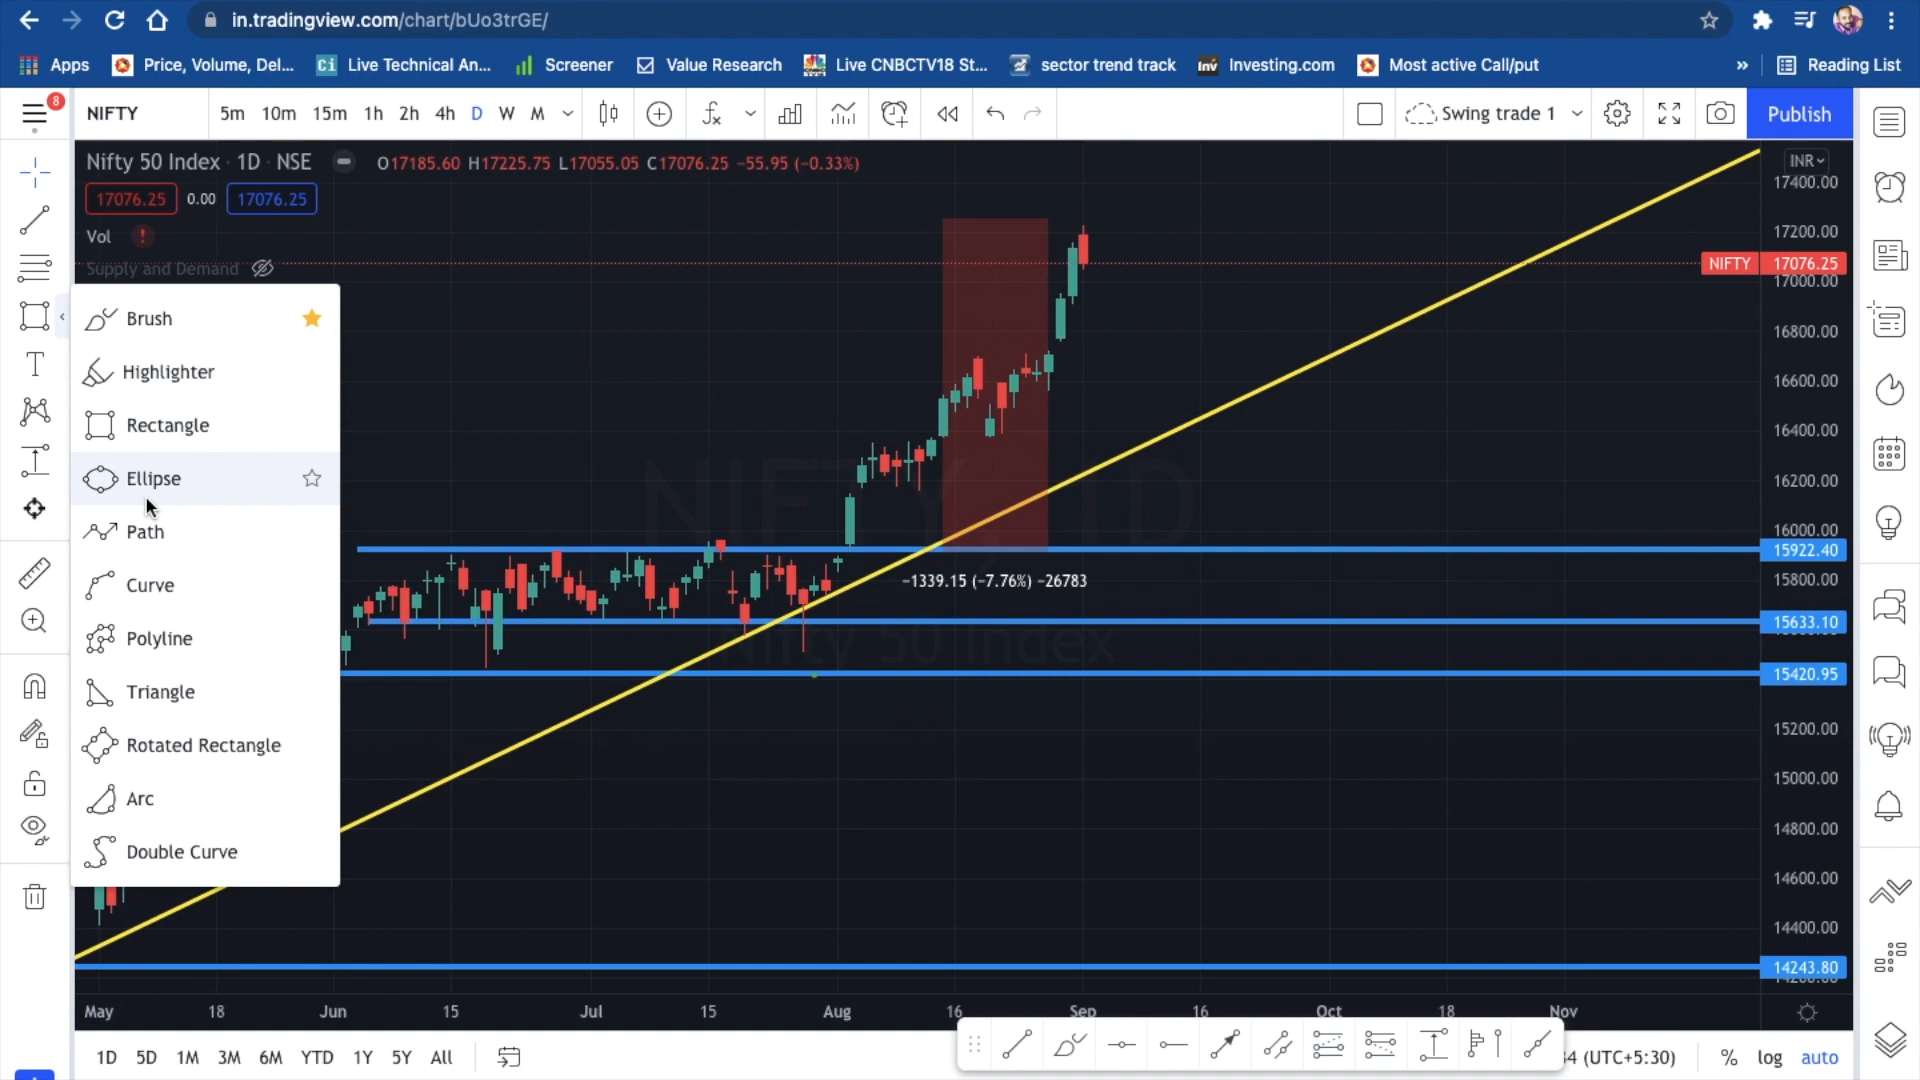 in.tradingview.com/chart/bUo3trGE/
Apps Price, Volume, Del... Live Technical An... Screener Value Research Live CNBCTV18 St... sector trend track Investing.com Most active Call/put » Reading List
8
NIFTY 5m 10m 15m 1h 2h 4h D W M Swing trade 1 Publish
Nifty 50 Index · 1D · NSE O17185.60 H17225.75 L17055.05 C17076.25 −55.95 (−0.33%) INR
17400.00
17076.25 0.00 17076.25
17200.00
Vol !
Supply and Demand
NIFTY 17076.25
17000.00
Brush
16800.00
Highlighter
16600.00
Rectangle
16400.00
Ellipse
16200.00
NIFTY, 1D
Path
16000.00
15922.40
Curve
15800.00
−1339.15 (−7.76%) −26783
15633.10
Polyline
Nifty 50 Index
15420.95
Triangle
15200.00
Rotated Rectangle
15000.00
Arc
14800.00
Double Curve
14600.00
14400.00
14243.80
May 18 Jun 15 Jul 15 Aug 16 Sep 16 Oct 18 Nov
1D 5D 1M 3M 6M YTD 1Y 5Y All (UTC+5:30) % log auto